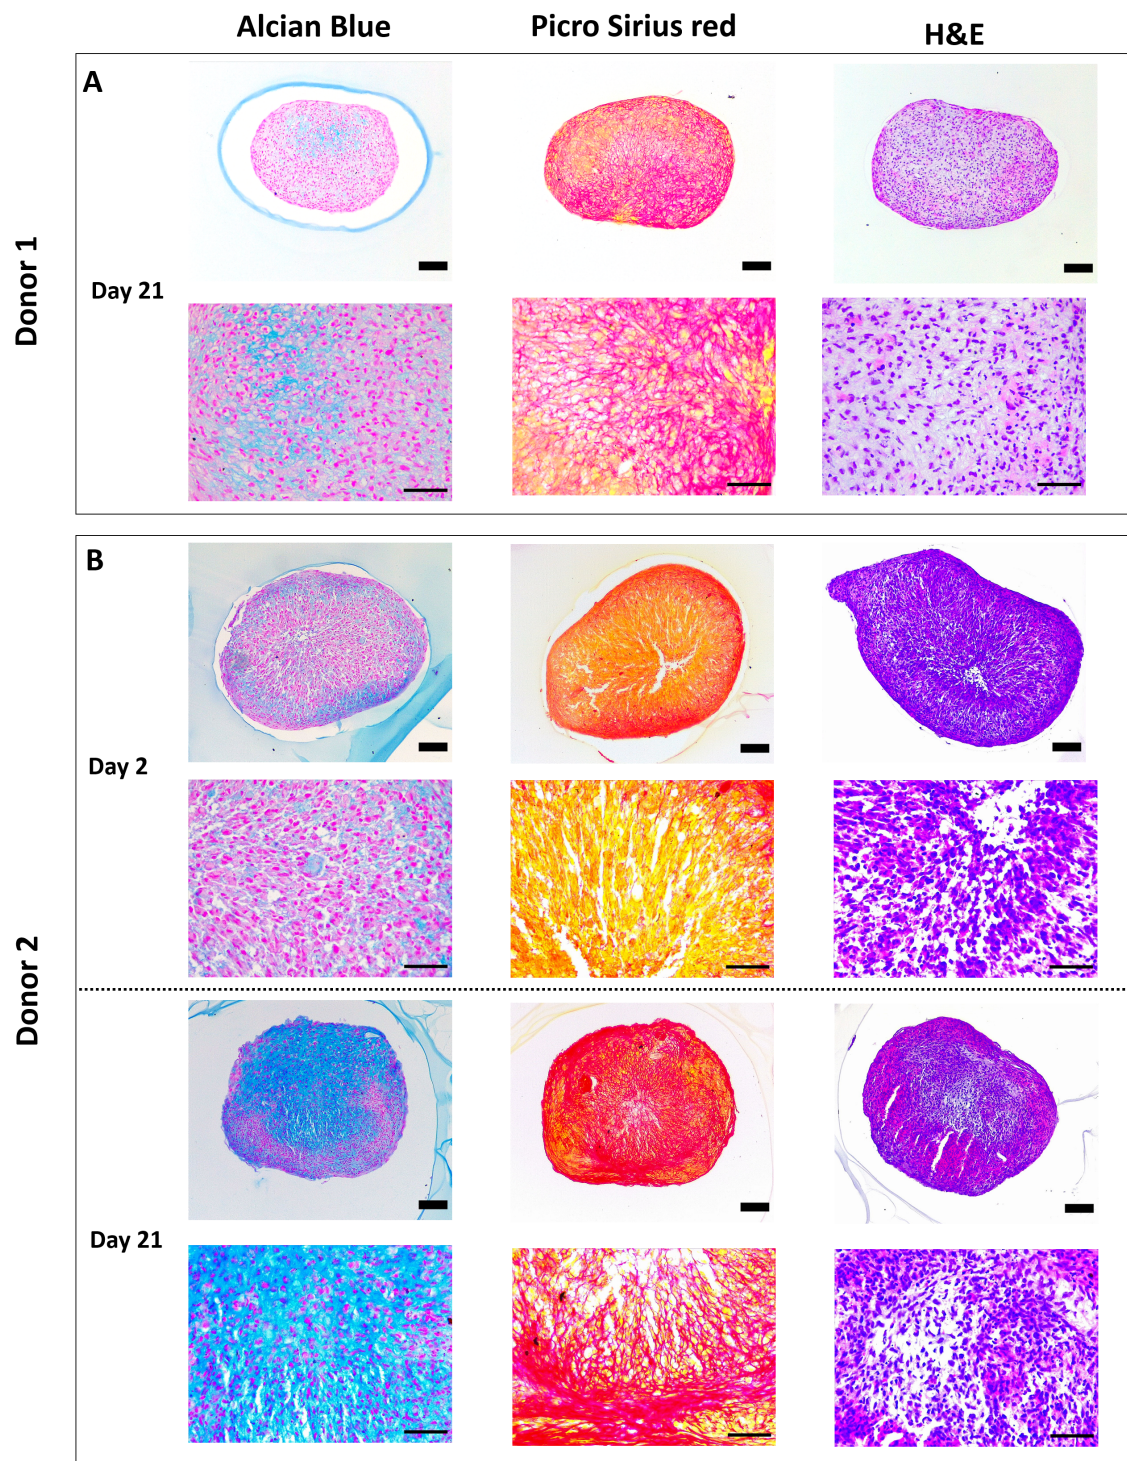 Alcian Blue
Picro Sirius red
H&E
A
Donor 1
Day 21
B
Donor 2
Day 2
Day 21